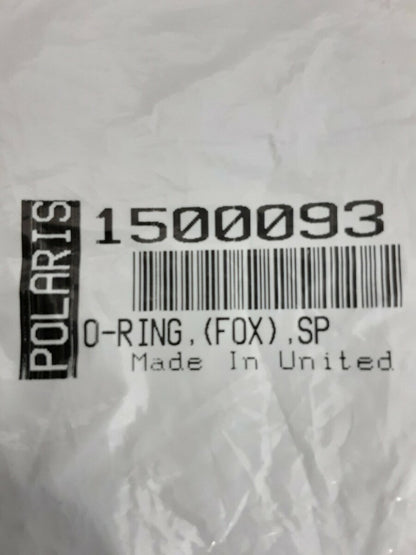 POLARIS
1500093
O-RING,(FOX),SP
Made In United